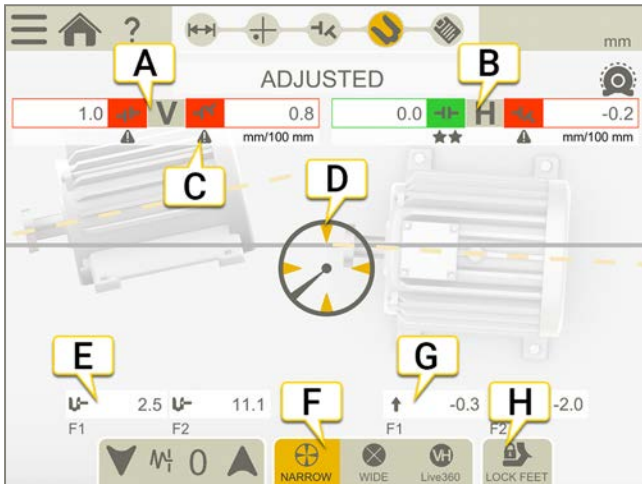 ?
mm
A
B
ADJUSTED
1.0 V 0.8
0.0 H -0.2
mm/100 mm
mm/100 mm
C
D
E
G
F
H
2.5 11.1
-0.3 -2.0
F1 F2
F1 F2
0
NARROW WIDE VH Live360 LOCK FEET